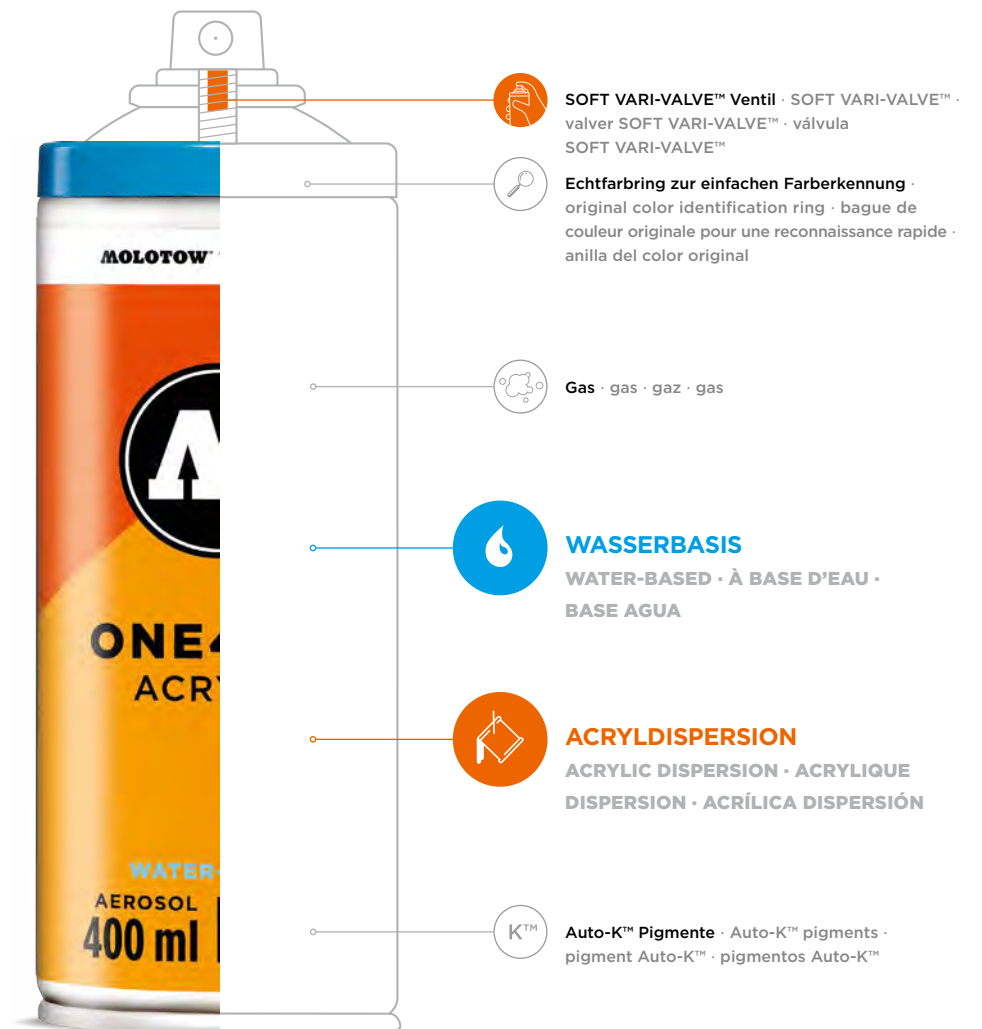 SOFT VARI-VALVE™ Ventil · SOFT VARI-VALVE™ ·
valver SOFT VARI-VALVE™ · válvula
SOFT VARI-VALVE™
Echtfarbring zur einfachen Farberkennung ·
original color identification ring · bague de
couleur originale pour une reconnaissance rapide ·
anilla del color original
MOLOTOW
Gas · gas · gaz · gas
WASSERBASIS
WATER-BASED · À BASE D'EAU ·
BASE AGUA
ONE4
ACRY
ACRYLDISPERSION
ACRYLIC DISPERSION · ACRYLIQUE
DISPERSION · ACRÍLICA DISPERSIÓN
WATER-
AEROSOL
400 ml
K™
Auto-K™ Pigmente · Auto-K™ pigments ·
pigment Auto-K™ · pigmentos Auto-K™